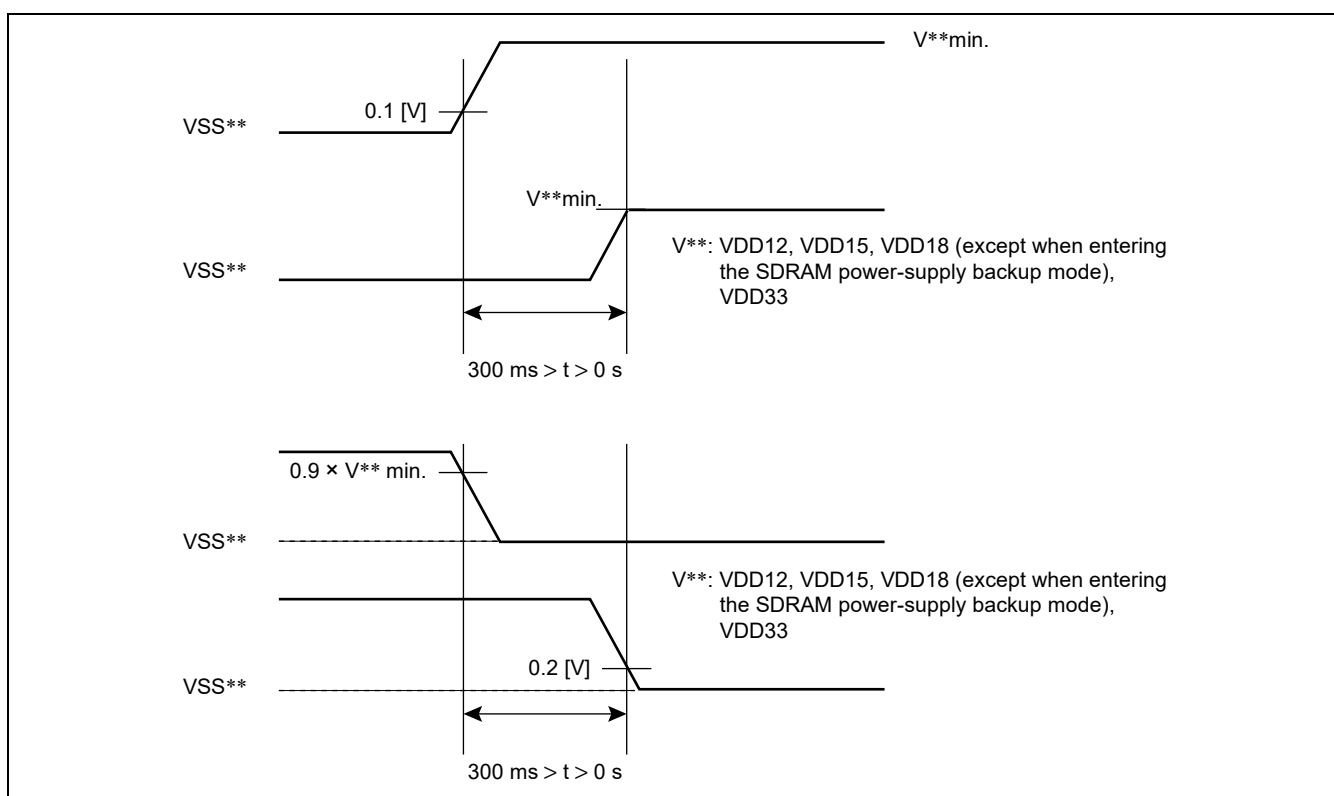 V**min.
0.1 [V]
VSS**
V**min.
V**: VDD12, VDD15, VDD18 (except when entering
the SDRAM power-supply backup mode),
VDD33
VSS**
300 ms > t > 0 s
0.9 × V** min.
VSS**
V**: VDD12, VDD15, VDD18 (except when entering
the SDRAM power-supply backup mode),
VDD33
0.2 [V]
VSS**
300 ms > t > 0 s